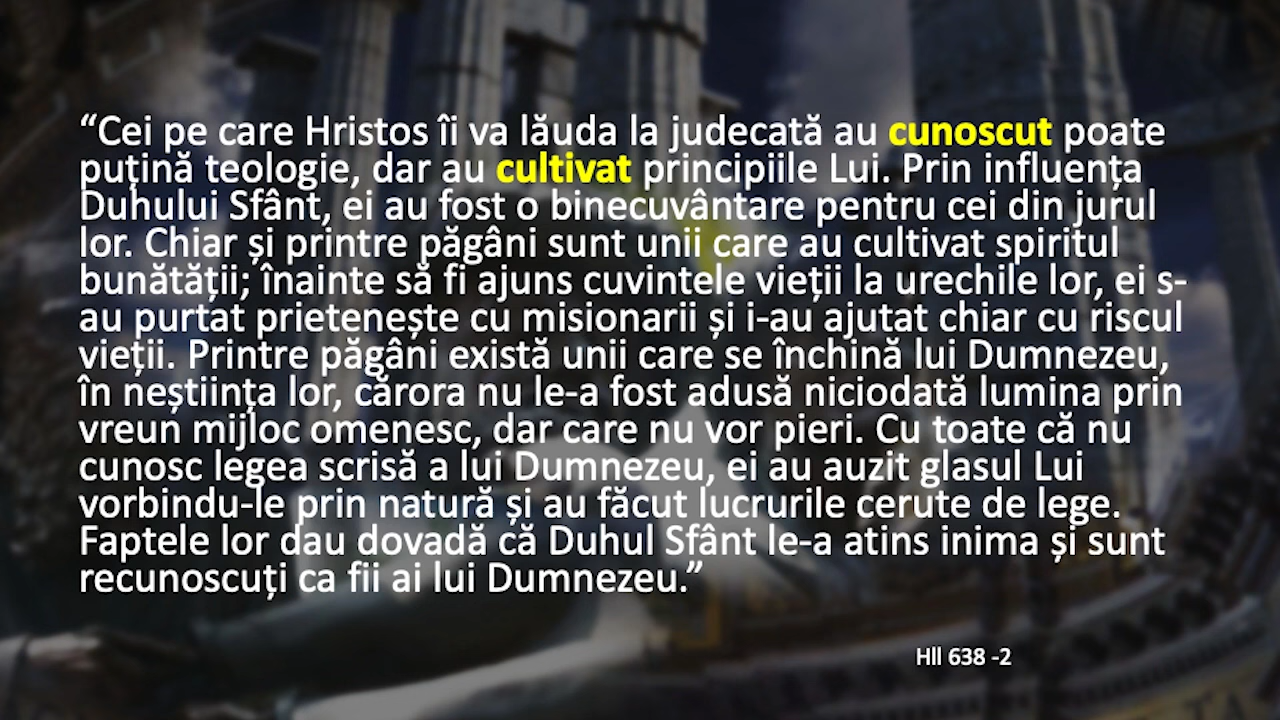 “Cei pe care Hristos îi va lăuda la judecată au cunoscut poate
puțină teologie, dar au cultivat principiile Lui. Prin influența
Duhului Sfânt, ei au fost o binecuvântare pentru cei din jurul
lor. Chiar și printre păgâni sunt unii care au cultivat spiritul
bunătății; înainte să fi ajuns cuvintele vieții la urechile lor, ei s-
au purtat prietenește cu misionarii și i-au ajutat chiar cu riscul
vieții. Printre păgâni există unii care se închină lui Dumnezeu,
în neștiința lor, cărora nu le-a fost adusă niciodată lumina prin
vreun mijloc omenesc, dar care nu vor pieri. Cu toate că nu
cunosc legea scrisă a lui Dumnezeu, ei au auzit glasul Lui
vorbindu-le prin natură și au făcut lucrurile cerute de lege.
Faptele lor dau dovadă că Duhul Sfânt le-a atins inima și sunt
recunoscuți ca fii ai lui Dumnezeu.”
Hll 638 -2